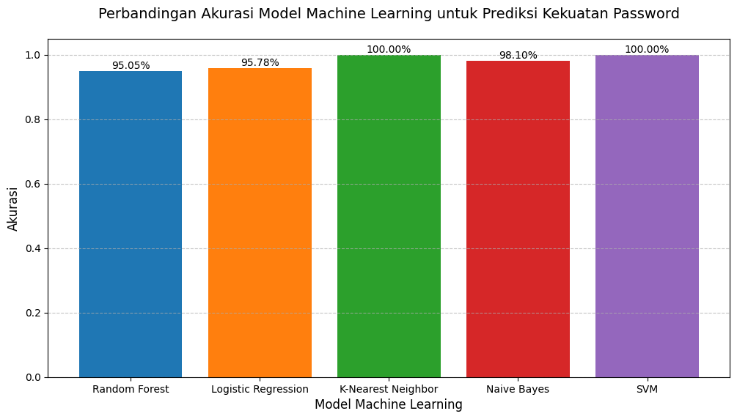 Perbandingan Akurasi Model Machine Learning untuk Prediksi Kekuatan Password
1.0
0.8
0.6
0.4
0.2
0.0
Akurasi
95.05%
95.78%
100.00%
98.10%
100.00%
Random Forest
Logistic Regression
K-Nearest Neighbor
Naive Bayes
SVM
Model Machine Learning